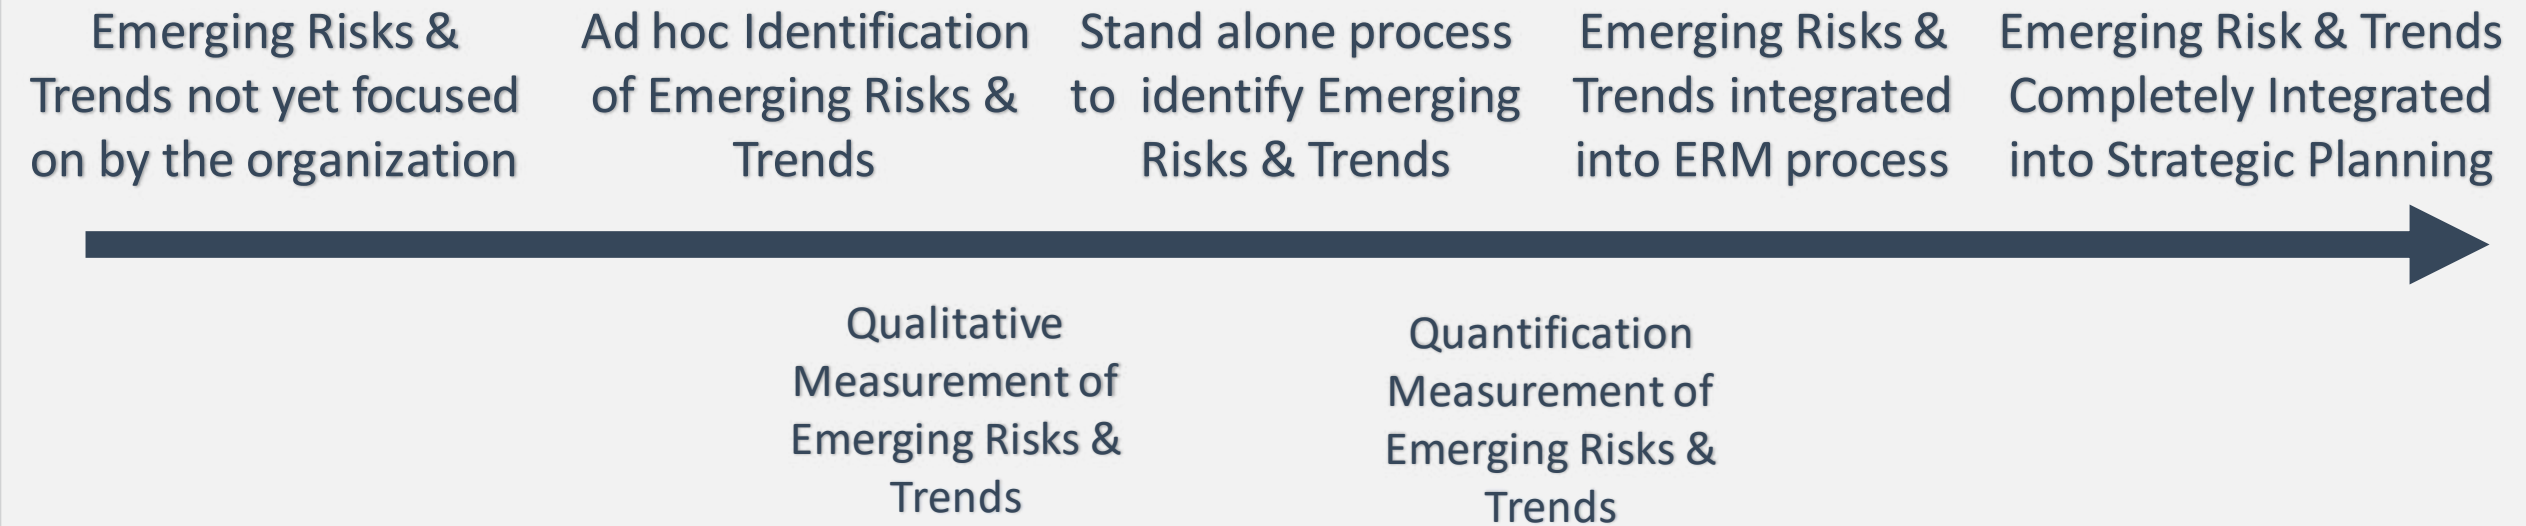 Emerging Risks &
Trends not yet focused
on by the organization
Ad hoc Identification
of Emerging Risks &
Trends
Stand alone process
to identify Emerging
Risks & Trends
Emerging Risks &
Trends integrated
into ERM process
Emerging Risk & Trends
Completely Integrated
into Strategic Planning
Qualitative
Measurement of
Emerging Risks &
Trends
Quantification
Measurement of
Emerging Risks &
Trends